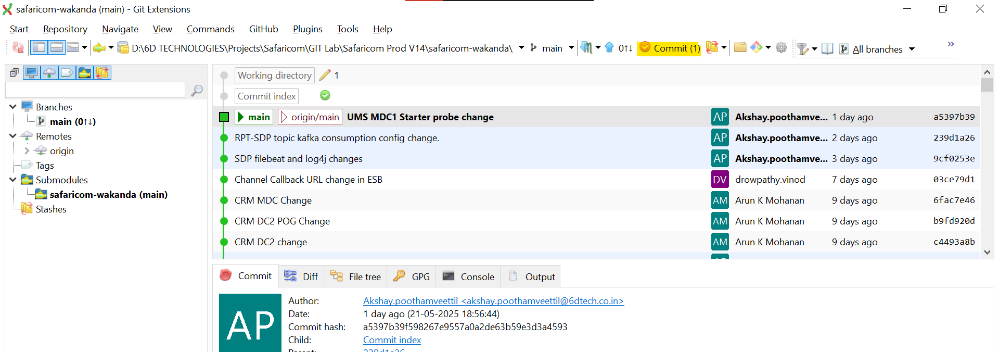 safaricom-wakanda (main) - Git Extensions
Start Repository Navigate View Commands GitHub Plugins Tools Help
D:\6D TECHNOLOGIES\Projects\Safaricom\GIT Lab\Safaricom Prod V14\safaricom-wakanda\ main 0↑↓ Commit (1) All branches »
Working directory 1
Commit index
main origin/main UMS MDC1 Starter probe change AP Akshay.poothamve... 1 day ago a5397b39
RPT-SDP topic kafka consumption config change. AP Akshay.poothamve... 2 days ago 239d1a26
SDP filebeat and log4j changes AP Akshay.poothamve... 3 days ago 9cf0253e
Channel Callback URL change in ESB DV drowpathy.vinod 7 days ago 03ce79d1
CRM MDC Change AM Arun K Mohanan 9 days ago 6fac7e46
CRM DC2 POG Change AM Arun K Mohanan 9 days ago b9fd920d
CRM DC2 change AM Arun K Mohanan 9 days ago c4493a8b
Branches
main (0↑↓)
Remotes
origin
Tags
Submodules
safaricom-wakanda (main)
Stashes
Commit Diff File tree GPG Console Output
AP
Author: Akshay.poothamveettil <akshay.poothamveettil@6dtech.co.in>
Date: 1 day ago (21-05-2025 18:56:44)
Commit hash: a5397b39f598267e9557a0a2de63b59e3d3a4593
Child: Commit index
Parent: 239d1a26